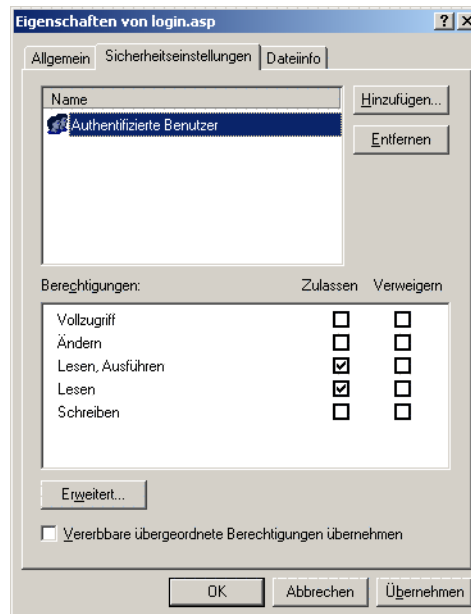 Eigenschaften von login.asp
Allgemein Sicherheitseinstellungen Dateiinfo
Name
Hinzufügen...
Authentifizierte Benutzer
Entfernen
Berechtigungen: Zulassen Verweigern
Vollzugriff
Ändern
Lesen, Ausführen
Lesen
Schreiben
Erweitert...
Vererbbare übergeordnete Berechtigungen übernehmen
OK Abbrechen Übernehmen